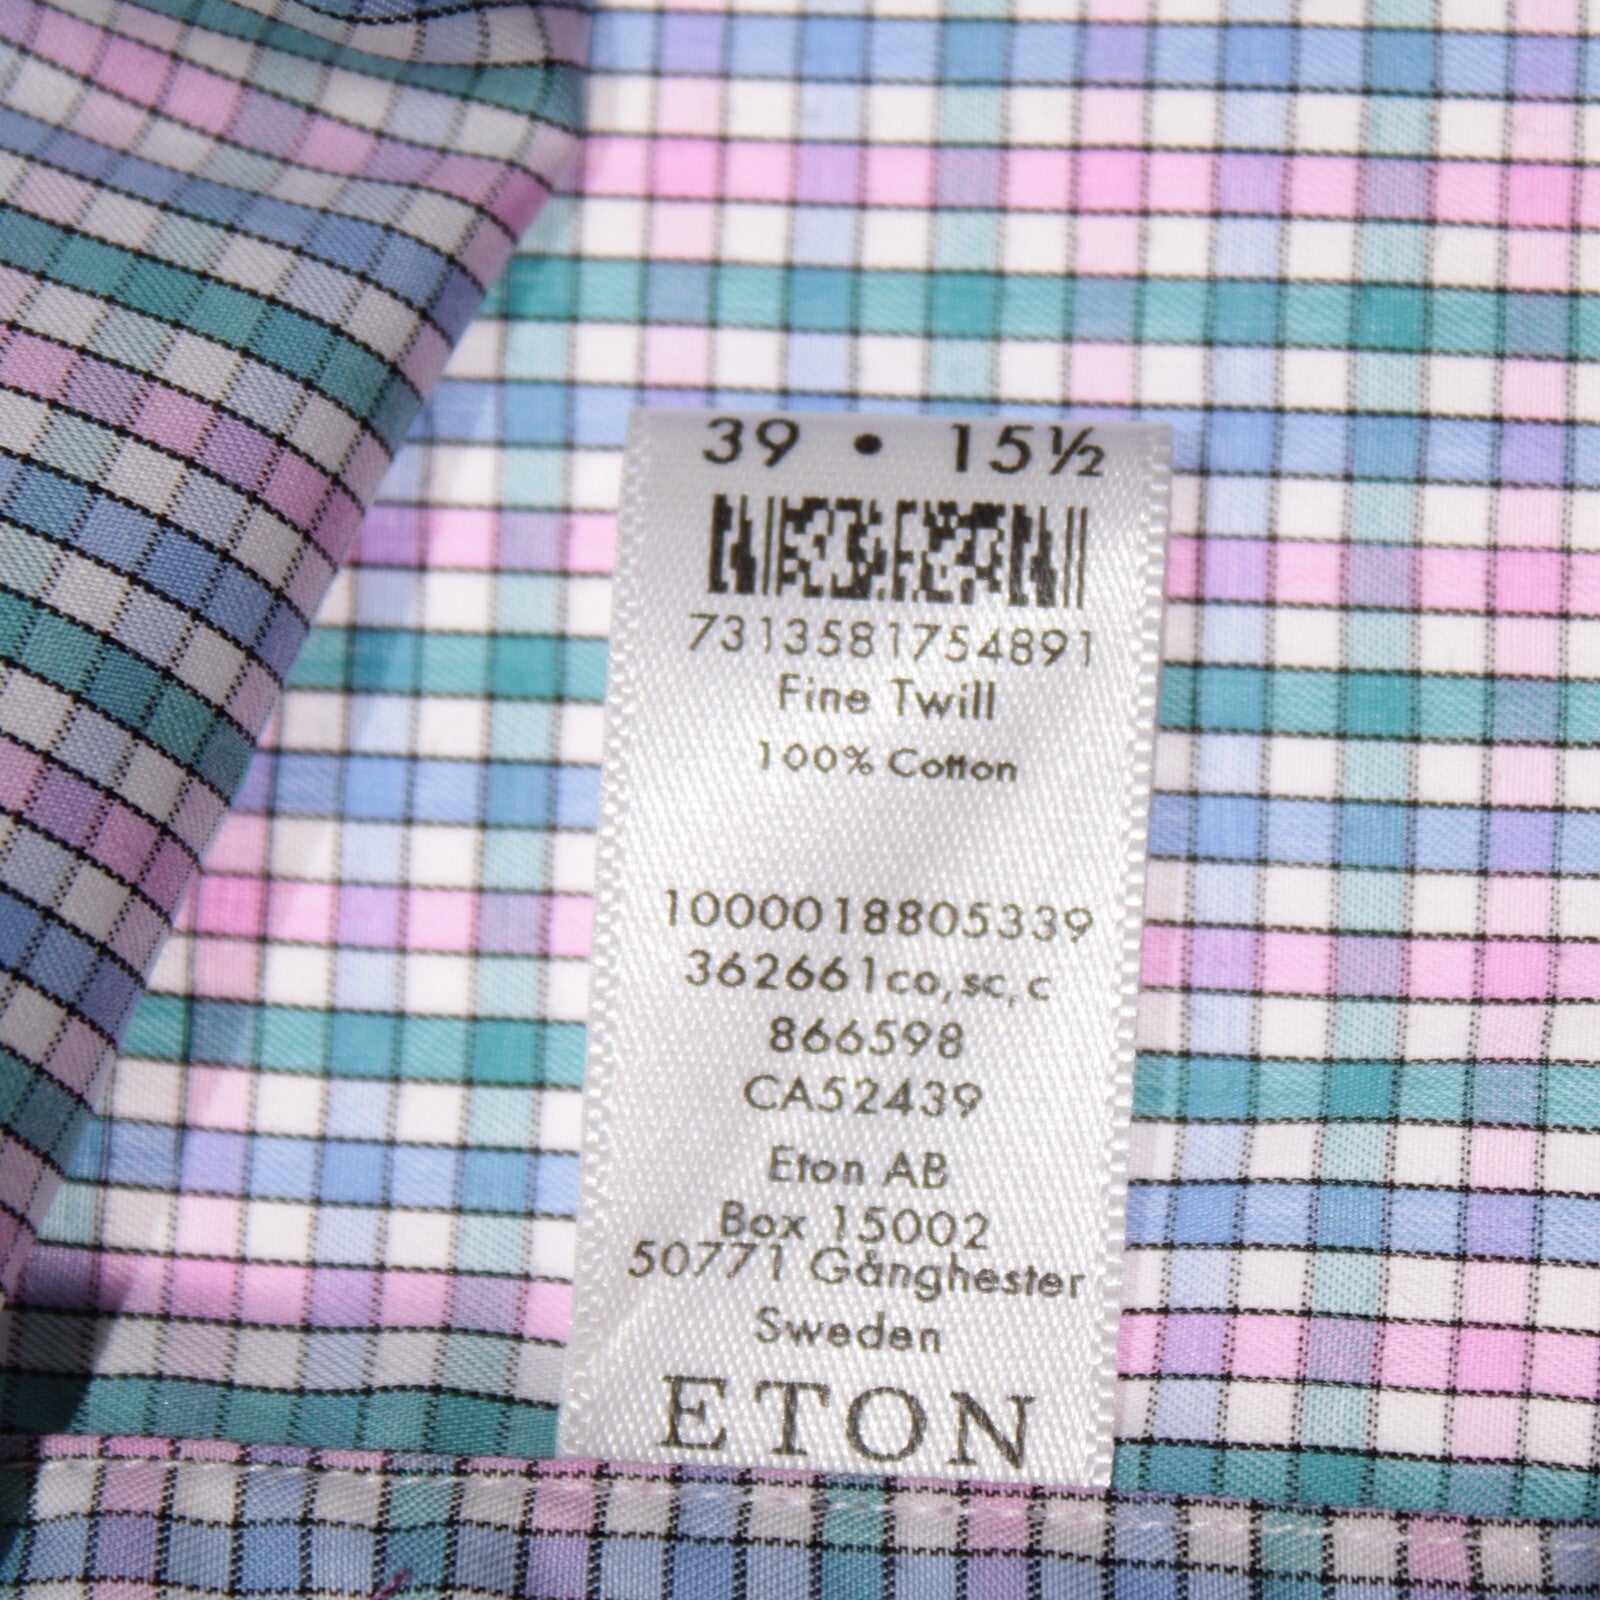 39 • 15½
7313581754891
Fine Twill
100% Cotton
1000018805339
362661co,sc,c
866598
CA52439
Eton AB
Box 15002
50771 Gånghester
Sweden
ETON